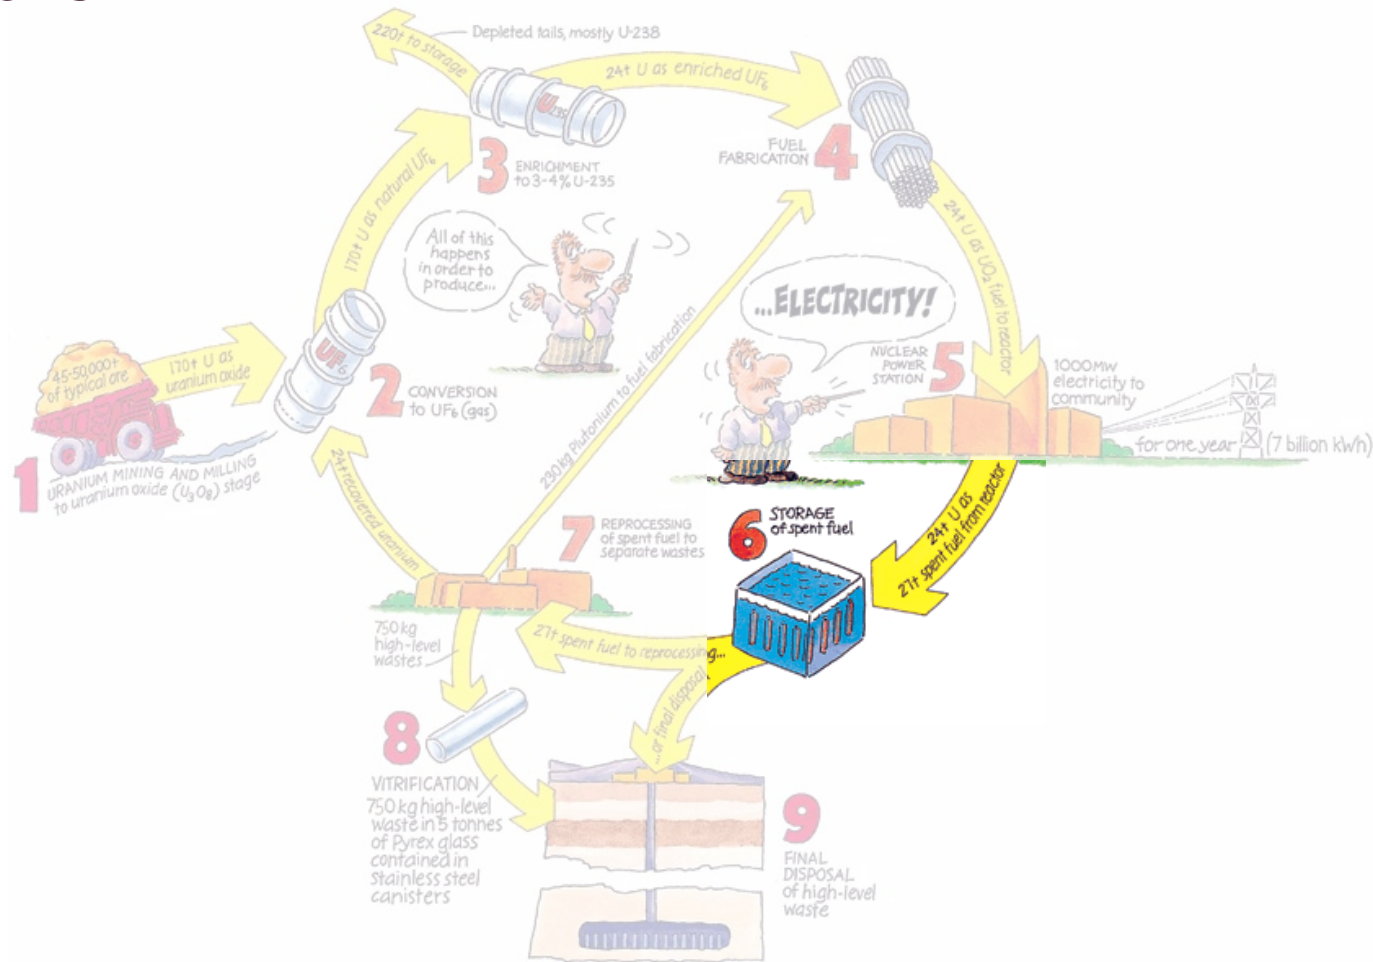 220t to storage
Depleted tails, mostly U-238
24t U as enriched UF₆
U235
3
ENRICHMENT
to 3-4% U-235
FUEL
FABRICATION
4
170t U as natural UF₆
24t U as UO₂ fuel to reactor
All of this
happens
in order to
produce...
...ELECTRICITY!
230kg Plutonium to fuel fabrication
NUCLEAR
POWER
STATION
5
1000MW
electricity to
community
for one year
(7 billion kWh)
45-50,000t
of typical ore
170t U as
uranium oxide
UF₆
2
CONVERSION
to UF₆ (gas)
1
URANIUM MINING AND MILLING
to uranium oxide (U₃O₈) stage
24t recovered uranium
7
REPROCESSING
of spent fuel to
separate wastes
6
STORAGE
of spent fuel
24t U as
27t spent fuel from reactor
750kg
high-level
wastes
27t spent fuel to reprocessing...
...or final disposal
8
VITRIFICATION
750kg high-level
waste in 5 tonnes
of Pyrex glass
contained in
stainless steel
canisters
9
FINAL
DISPOSAL
of high-level
waste